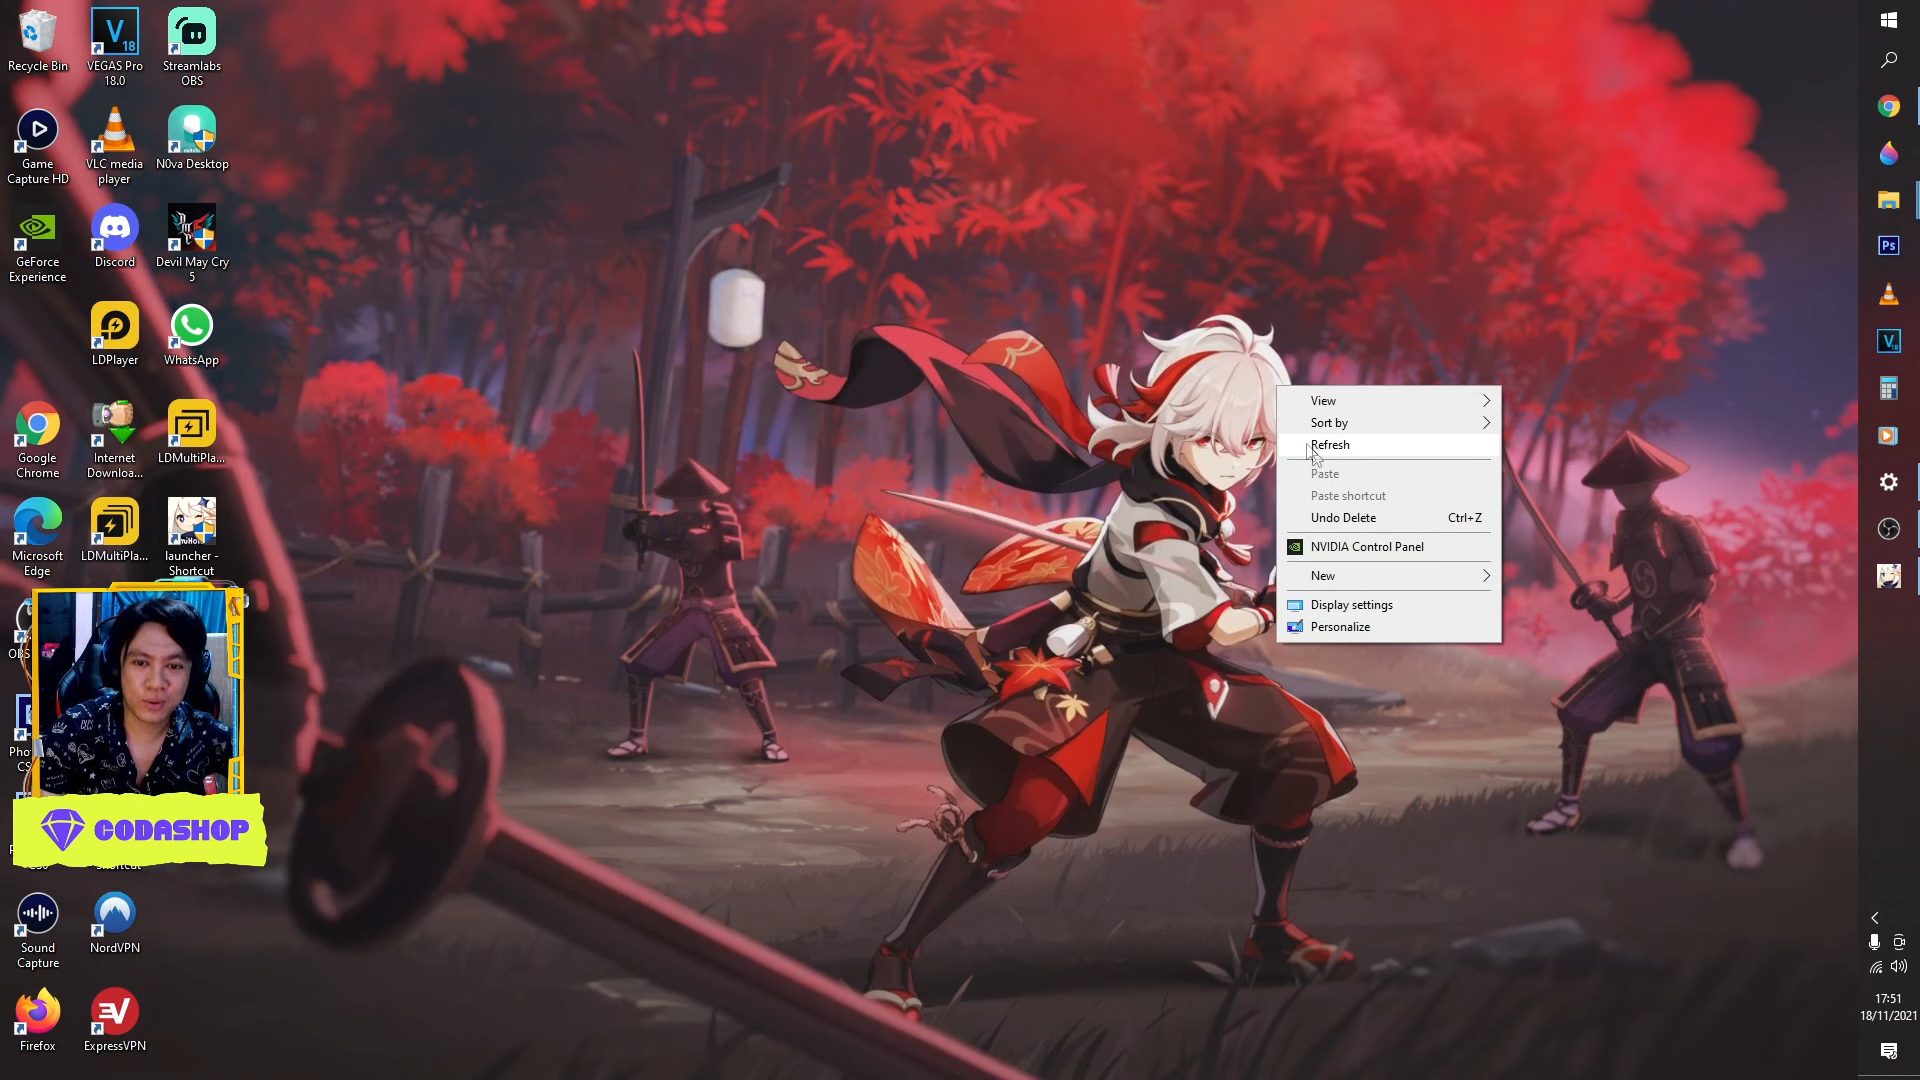 Recycle Bin
VEGAS Pro
18.0
Streamlabs
OBS
V
18
Game
Capture HD
VLC media
player
N0va Desktop
GeForce
Experience
Discord
Devil May Cry
5
LDPlayer
WhatsApp
Google
Chrome
Internet
Downloa...
LDMultiPla...
Microsoft
Edge
LDMultiPla...
launcher -
Shortcut
CODASHOP
Sound
Capture
NordVPN
Firefox
ExpressVPN
View
Sort by
Refresh
Paste
Paste shortcut
Undo Delete Ctrl+Z
NVIDIA Control Panel
New
Display settings
Personalize
Ps
17:51
18/11/2021